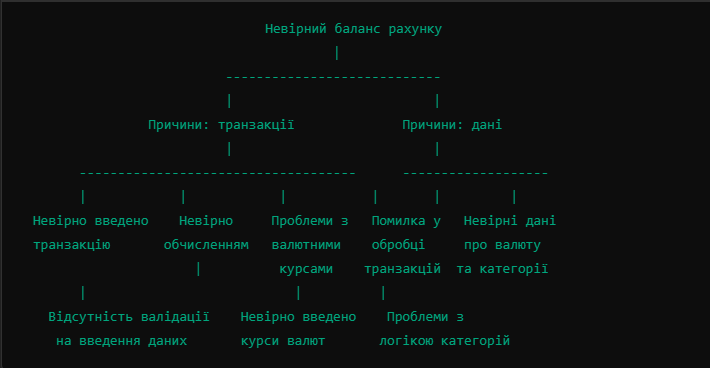 Невірний баланс рахунку
|
----------------------------
| |
Причини: транзакції Причини: дані
| |
------------------------------------ -------------------
| | | | | |
Невірно введено Невірно Проблеми з Помилка у Невірні дані
транзакцію обчисленням валютними обробці про валюту
| курсами транзакцій та категорії
| | |
Відсутність валідації Невірно введено Проблеми з
на введення даних курси валют логікою категорій